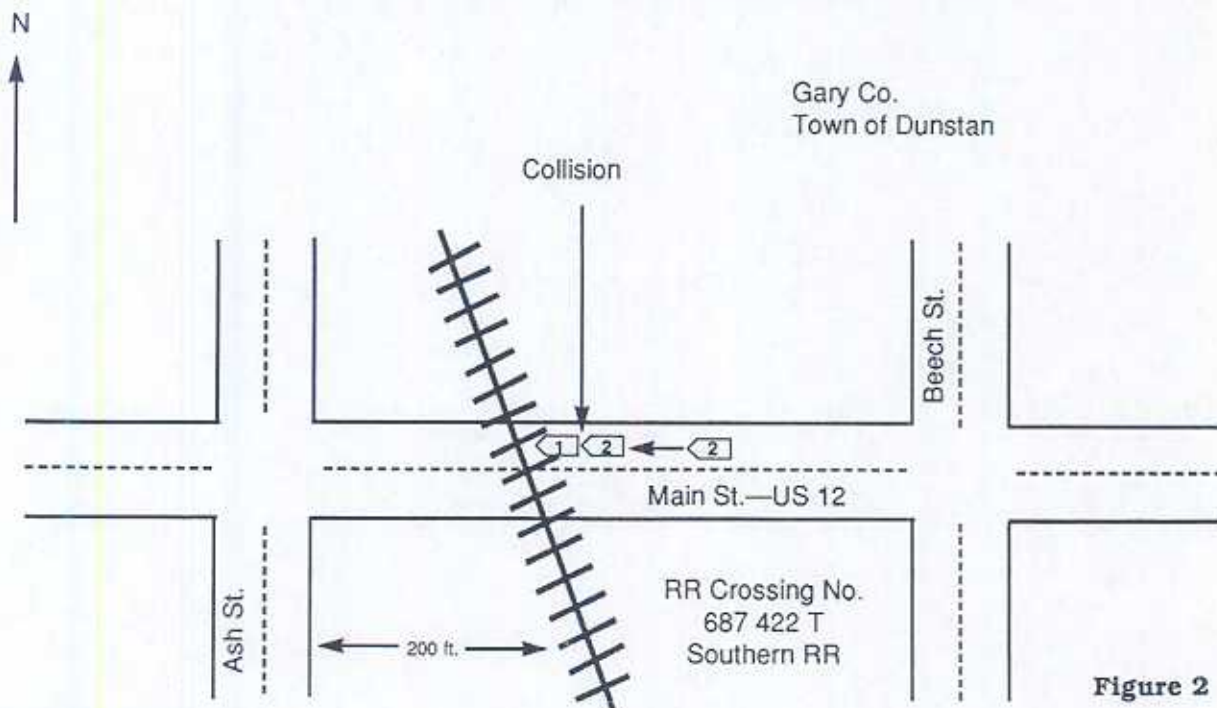 N
Gary Co.
Town of Dunstan
Collision
Beech St.
1 2 2
Main St.—US 12
Ash St.
200 ft.
RR Crossing No.
687 422 T
Southern RR
Figure 2